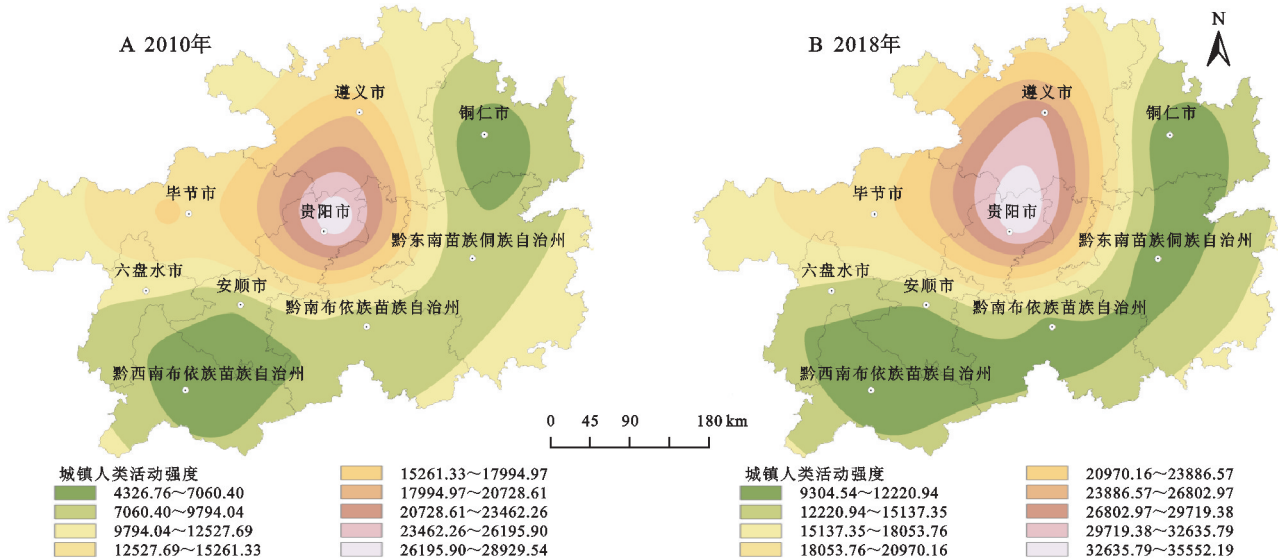 A 2010年
遵义市
铜仁市
毕节市
贵阳市
黔东南苗族侗族自治州
六盘水市
安顺市
黔南布依族苗族自治州
黔西南布依族苗族自治州
B 2018年
N
遵义市
铜仁市
毕节市
贵阳市
黔东南苗族侗族自治州
六盘水市
安顺市
黔南布依族苗族自治州
黔西南布依族苗族自治州
0 45 90 180 km
城镇人类活动强度
4326.76～7060.40
7060.40～9794.04
9794.04～12527.69
12527.69～15261.33
15261.33～17994.97
17994.97～20728.61
20728.61～23462.26
23462.26～26195.90
26195.90～28929.54
城镇人类活动强度
9304.54～12220.94
12220.94～15137.35
15137.35～18053.76
18053.76～20970.16
20970.16～23886.57
23886.57～26802.97
26802.97～29719.38
29719.38～32635.79
32635.79～35552.19